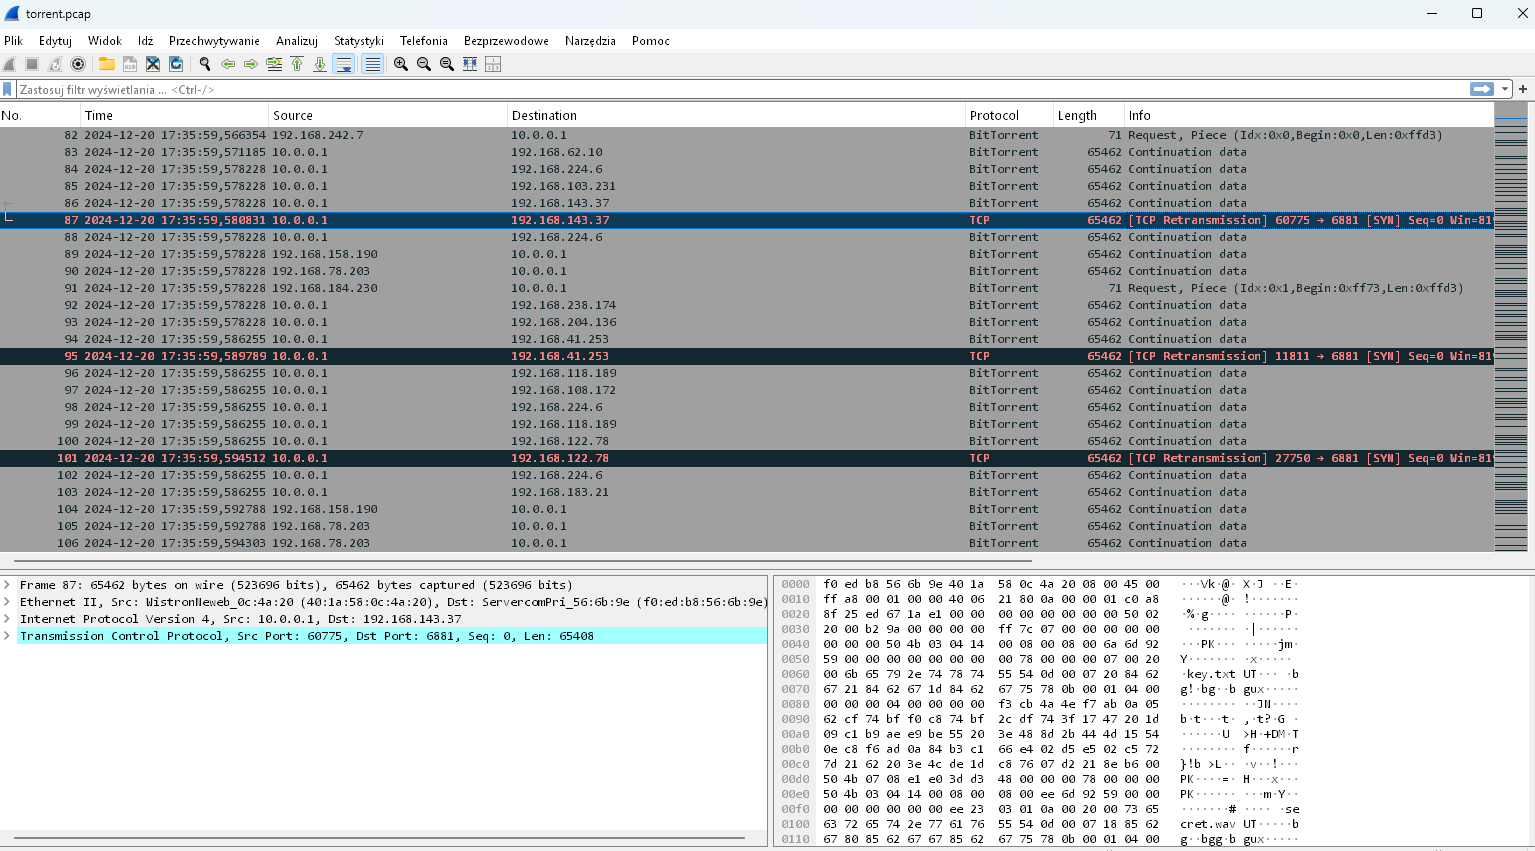 torrent.pcap
Plik Edytuj Widok Idź Przechwytywanie Analizuj Statystyki Telefonia Bezprzewodowe Narzędzia Pomoc
Zastosuj filtr wyświetlania ... <Ctrl-/>
No. Time Source Destination Protocol Length Info
82 2024-12-20 17:35:59,566354 192.168.242.7 10.0.0.1 BitTorrent 71 Request, Piece (Idx:0x0,Begin:0x0,Len:0xffd3)
83 2024-12-20 17:35:59,571185 10.0.0.1 192.168.62.10 BitTorrent 65462 Continuation data
84 2024-12-20 17:35:59,578228 10.0.0.1 192.168.224.6 BitTorrent 65462 Continuation data
85 2024-12-20 17:35:59,578228 10.0.0.1 192.168.103.231 BitTorrent 65462 Continuation data
86 2024-12-20 17:35:59,578228 10.0.0.1 192.168.143.37 BitTorrent 65462 Continuation data
87 2024-12-20 17:35:59,580831 10.0.0.1 192.168.143.37 TCP 65462 [TCP Retransmission] 60775 → 6881 [SYN] Seq=0 Win=81
88 2024-12-20 17:35:59,578228 10.0.0.1 192.168.224.6 BitTorrent 65462 Continuation data
89 2024-12-20 17:35:59,578228 192.168.158.190 10.0.0.1 BitTorrent 65462 Continuation data
90 2024-12-20 17:35:59,578228 192.168.78.203 10.0.0.1 BitTorrent 65462 Continuation data
91 2024-12-20 17:35:59,578228 192.168.184.230 10.0.0.1 BitTorrent 71 Request, Piece (Idx:0x1,Begin:0xff73,Len:0xffd3)
92 2024-12-20 17:35:59,578228 10.0.0.1 192.168.238.174 BitTorrent 65462 Continuation data
93 2024-12-20 17:35:59,578228 10.0.0.1 192.168.204.136 BitTorrent 65462 Continuation data
94 2024-12-20 17:35:59,586255 10.0.0.1 192.168.41.253 BitTorrent 65462 Continuation data
95 2024-12-20 17:35:59,589789 10.0.0.1 192.168.41.253 TCP 65462 [TCP Retransmission] 11811 → 6881 [SYN] Seq=0 Win=81
96 2024-12-20 17:35:59,586255 10.0.0.1 192.168.118.189 BitTorrent 65462 Continuation data
97 2024-12-20 17:35:59,586255 10.0.0.1 192.168.108.172 BitTorrent 65462 Continuation data
98 2024-12-20 17:35:59,586255 10.0.0.1 192.168.224.6 BitTorrent 65462 Continuation data
99 2024-12-20 17:35:59,586255 10.0.0.1 192.168.118.189 BitTorrent 65462 Continuation data
100 2024-12-20 17:35:59,586255 10.0.0.1 192.168.122.78 BitTorrent 65462 Continuation data
101 2024-12-20 17:35:59,594512 10.0.0.1 192.168.122.78 TCP 65462 [TCP Retransmission] 27750 → 6881 [SYN] Seq=0 Win=81
102 2024-12-20 17:35:59,586255 10.0.0.1 192.168.224.6 BitTorrent 65462 Continuation data
103 2024-12-20 17:35:59,586255 10.0.0.1 192.168.183.21 BitTorrent 65462 Continuation data
104 2024-12-20 17:35:59,592788 192.168.158.190 10.0.0.1 BitTorrent 65462 Continuation data
105 2024-12-20 17:35:59,592788 192.168.78.203 10.0.0.1 BitTorrent 65462 Continuation data
106 2024-12-20 17:35:59,594303 192.168.78.203 10.0.0.1 BitTorrent 65462 Continuation data
Frame 87: 65462 bytes on wire (523696 bits), 65462 bytes captured (523696 bits)
Ethernet II, Src: WistronNeweb_0c:4a:20 (40:1a:58:0c:4a:20), Dst: ServercomPri_56:6b:9e (f0:ed:b8:56:6b:9e)
Internet Protocol Version 4, Src: 10.0.0.1, Dst: 192.168.143.37
Transmission Control Protocol, Src Port: 60775, Dst Port: 6881, Seq: 0, Len: 65408
0000 f0 ed b8 56 6b 9e 40 1a 58 0c 4a 20 08 00 45 00 ···Vk·@· X·J ··E·
0010 ff a8 00 01 00 00 40 06 21 80 0a 00 00 01 c0 a8 ······@· !·······
0020 8f 25 ed 67 1a e1 00 00 00 00 00 00 00 00 50 02 ·%·g···· ······P·
0030 20 00 b2 9a 00 00 00 00 ff 7c 07 00 00 00 00 00  ······· ·|······
0040 00 00 00 50 4b 03 04 14 00 08 00 08 00 6a 6d 92 ···PK··· ·····jm·
0050 59 00 00 00 00 00 00 00 00 78 00 00 00 07 00 20 Y······· ·x·····
0060 00 6b 65 79 2e 74 78 74 55 54 0d 00 07 20 84 62 ·key.txt UT··· ·b
0070 67 21 84 62 67 1d 84 62 67 75 78 0b 00 01 04 00 g!·bg··b gux·····
0080 00 00 00 04 00 00 00 00 f3 cb 4a 4e f7 ab 0a 05 ········ ··JN····
0090 62 cf 74 bf f0 c8 74 bf 2c df 74 3f 17 47 20 1d b·t···t· ,·t?·G ·
00a0 09 c1 b9 ae e9 be 55 20 3e 48 8d 2b 44 4d 15 54 ······U  >H·+DM·T
00b0 0e c8 f6 ad 0a 84 b3 c1 66 e4 02 d5 e5 02 c5 72 ········ f······r
00c0 7d 21 62 20 3e 4c de 1d c8 76 07 d2 21 8e b6 00 }!b >L·· ·v··!···
00d0 50 4b 07 08 e1 e0 3d d3 48 00 00 00 78 00 00 00 PK····=· H···x···
00e0 50 4b 03 04 14 00 08 00 08 00 ee 6d 92 59 00 00 PK······ ···m·Y··
00f0 00 00 00 00 00 00 ee 23 03 01 0a 00 20 00 73 65 ·······# ···· ·se
0100 63 72 65 74 2e 77 61 76 55 54 0d 00 07 18 85 62 cret.wav UT·····b
0110 67 80 85 62 67 67 85 62 67 75 78 0b 00 01 04 00 g··bgg·b gux·····